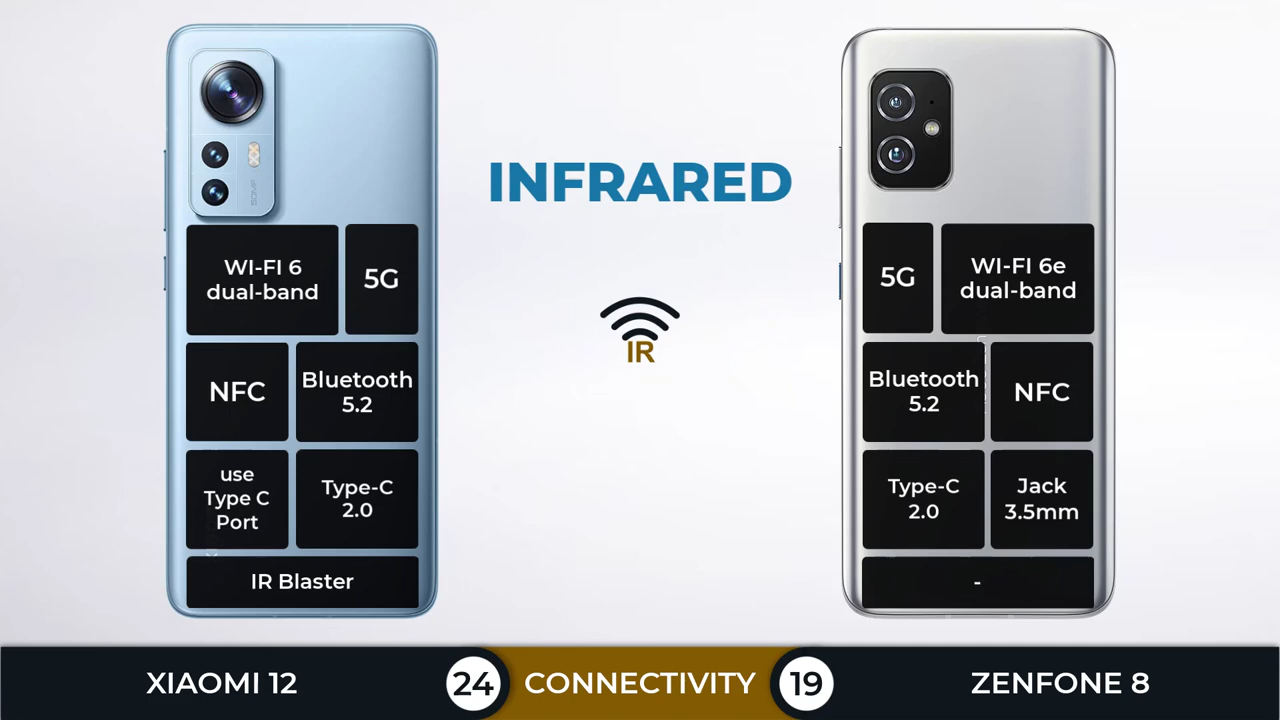 INFRARED
IR
50MP
WI-FI 6
dual-band
5G
NFC
Bluetooth
5.2
use
Type C
Port
Type-C
2.0
IR Blaster
5G
WI-FI 6e
dual-band
Bluetooth
5.2
NFC
Type-C
2.0
Jack
3.5mm
-
XIAOMI 12
24
CONNECTIVITY
19
ZENFONE 8